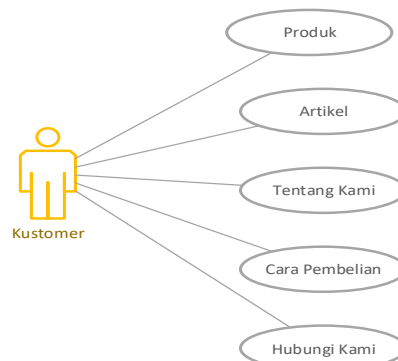 Produk
Artikel
Tentang Kami
Kustomer
Cara Pembelian
Hubungi Kami